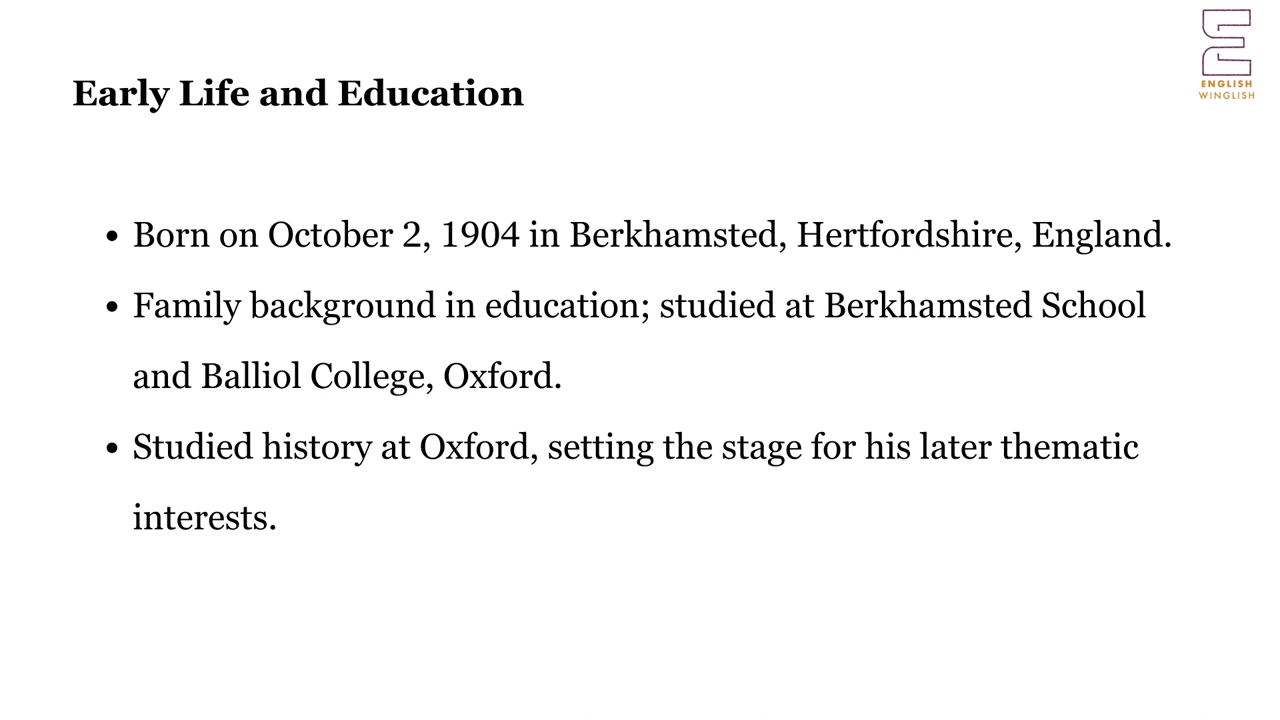 ENGLISH
WINGLISH
Early Life and Education
• Born on October 2, 1904 in Berkhamsted, Hertfordshire, England.
• Family background in education; studied at Berkhamsted School
and Balliol College, Oxford.
• Studied history at Oxford, setting the stage for his later thematic
interests.